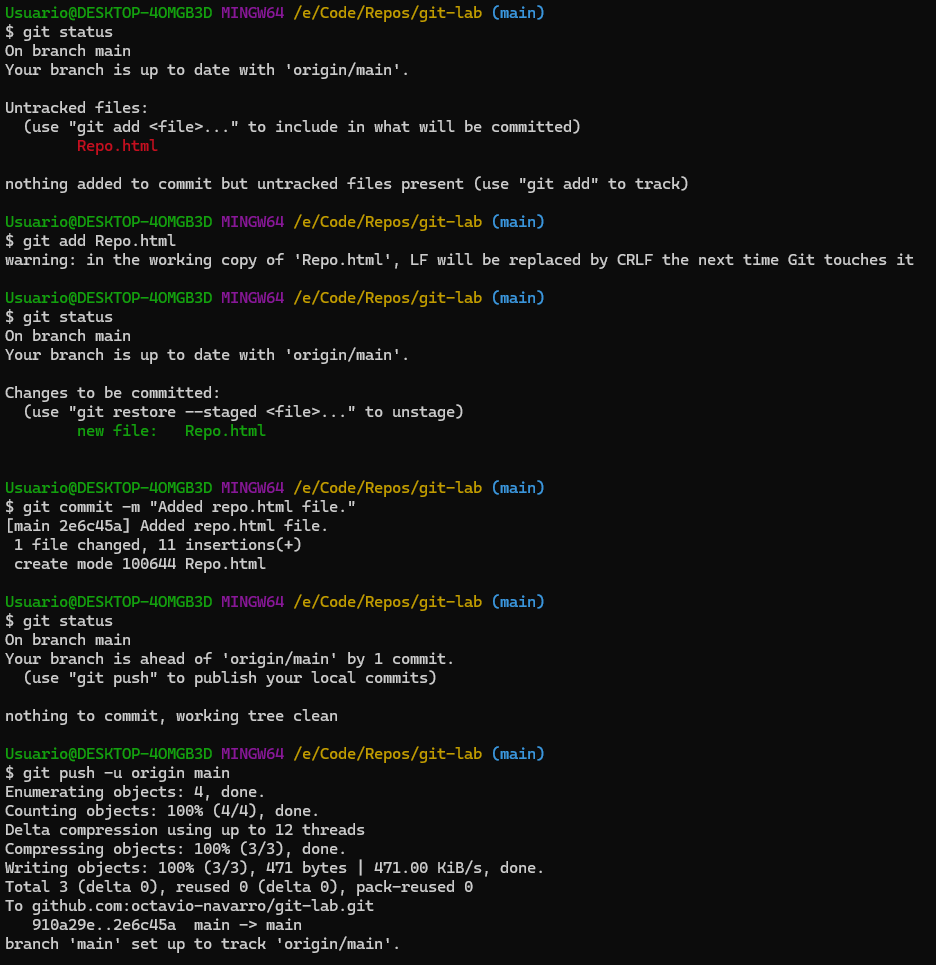 Usuario@DESKTOP-4OMGB3D MINGW64 /e/Code/Repos/git-lab (main)
$ git status
On branch main
Your branch is up to date with 'origin/main'.

Untracked files:
  (use "git add <file>..." to include in what will be committed)
        Repo.html

nothing added to commit but untracked files present (use "git add" to track)

Usuario@DESKTOP-4OMGB3D MINGW64 /e/Code/Repos/git-lab (main)
$ git add Repo.html
warning: in the working copy of 'Repo.html', LF will be replaced by CRLF the next time Git touches it

Usuario@DESKTOP-4OMGB3D MINGW64 /e/Code/Repos/git-lab (main)
$ git status
On branch main
Your branch is up to date with 'origin/main'.

Changes to be committed:
  (use "git restore --staged <file>..." to unstage)
        new file:   Repo.html


Usuario@DESKTOP-4OMGB3D MINGW64 /e/Code/Repos/git-lab (main)
$ git commit -m "Added repo.html file."
[main 2e6c45a] Added repo.html file.
 1 file changed, 11 insertions(+)
 create mode 100644 Repo.html

Usuario@DESKTOP-4OMGB3D MINGW64 /e/Code/Repos/git-lab (main)
$ git status
On branch main
Your branch is ahead of 'origin/main' by 1 commit.
  (use "git push" to publish your local commits)

nothing to commit, working tree clean

Usuario@DESKTOP-4OMGB3D MINGW64 /e/Code/Repos/git-lab (main)
$ git push -u origin main
Enumerating objects: 4, done.
Counting objects: 100% (4/4), done.
Delta compression using up to 12 threads
Compressing objects: 100% (3/3), done.
Writing objects: 100% (3/3), 471 bytes | 471.00 KiB/s, done.
Total 3 (delta 0), reused 0 (delta 0), pack-reused 0
To github.com:octavio-navarro/git-lab.git
   910a29e..2e6c45a  main -> main
branch 'main' set up to track 'origin/main'.